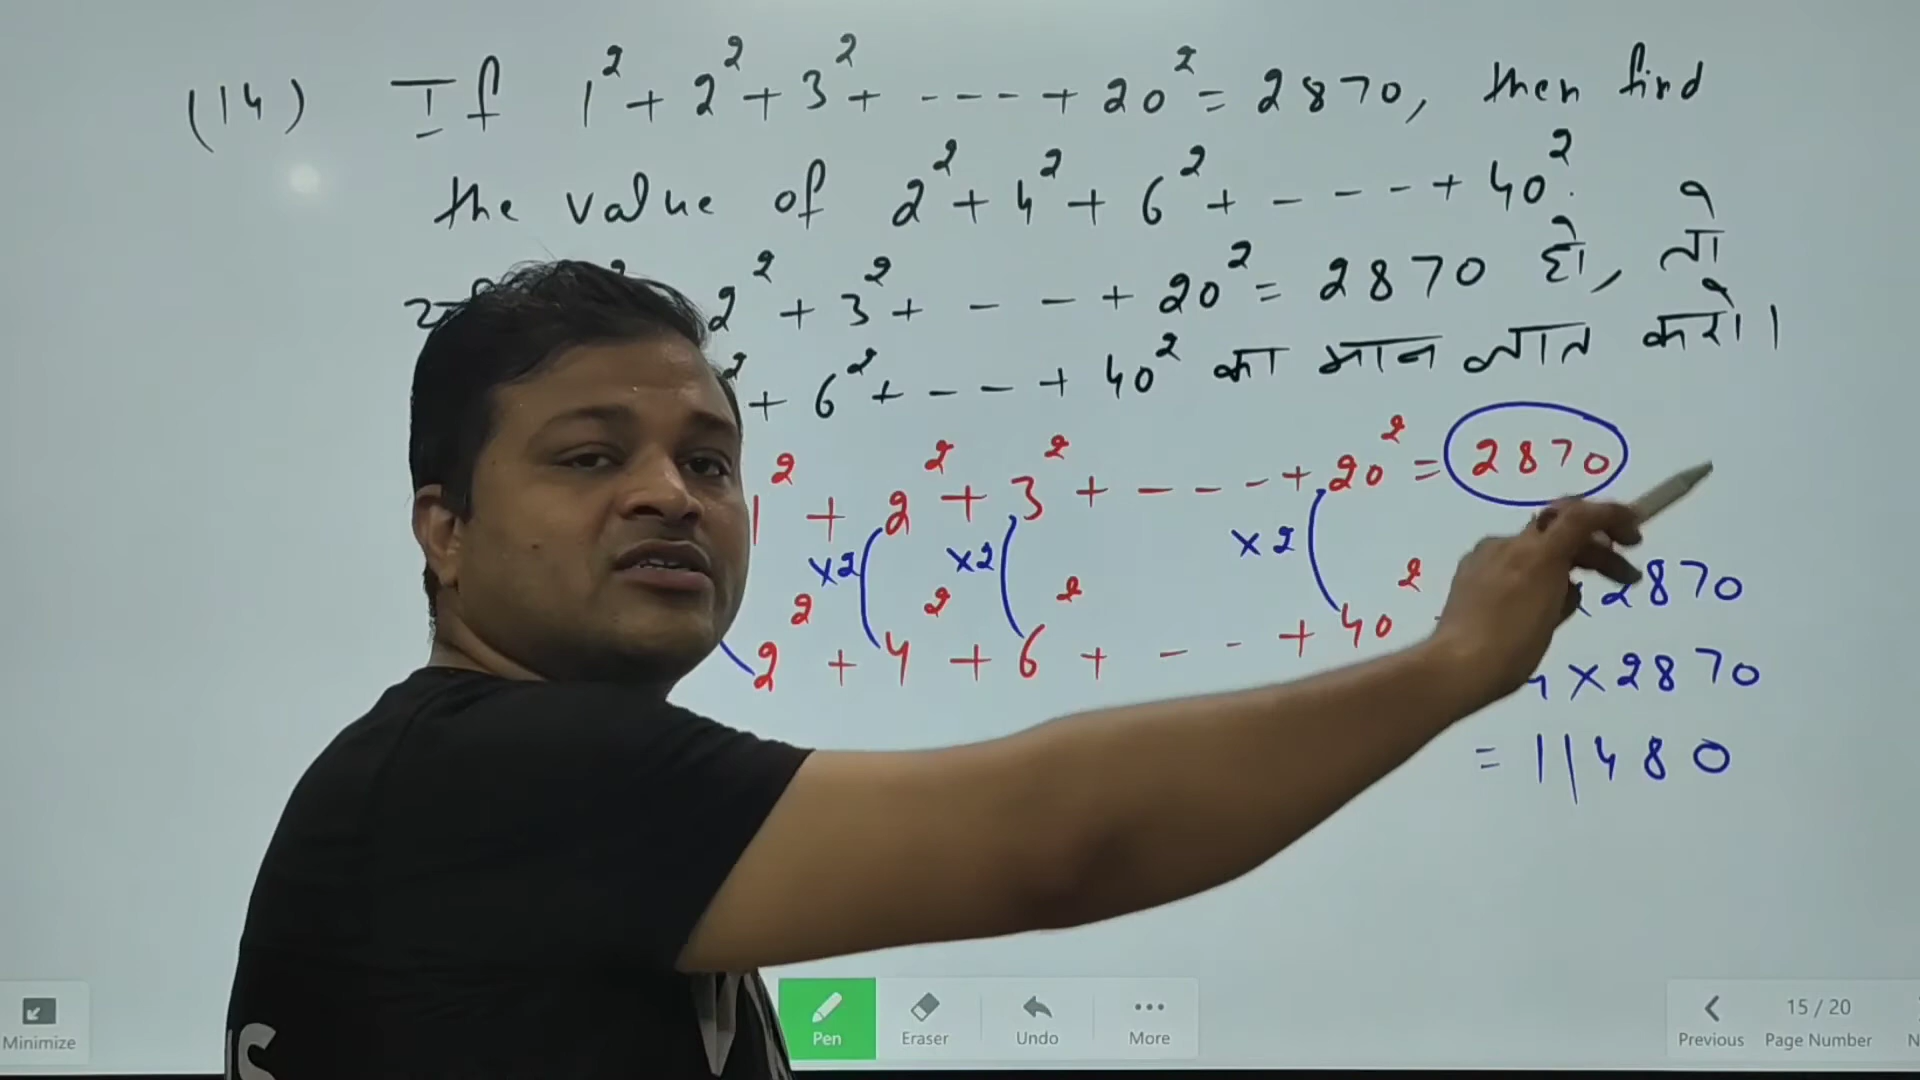 (14) If 1² + 2² + 3² + ---- + 20² = 2870, then find
the value of 2² + 4² + 6² + - - - - + 40².
2² + 3² + - - + 20² = 2870 हो, तो
² + 6² + - - - + 40² का मान ज्ञात करो।
1² + 2² + 3² + - - - - + 20² = 2870
×2 ×2 ×2
2² + 4² + 6² + - - - + 40²
× 2870
4 × 2870
= 11480
Minimize
Pen
Eraser
Undo
More
Previous
15 / 20
Page Number